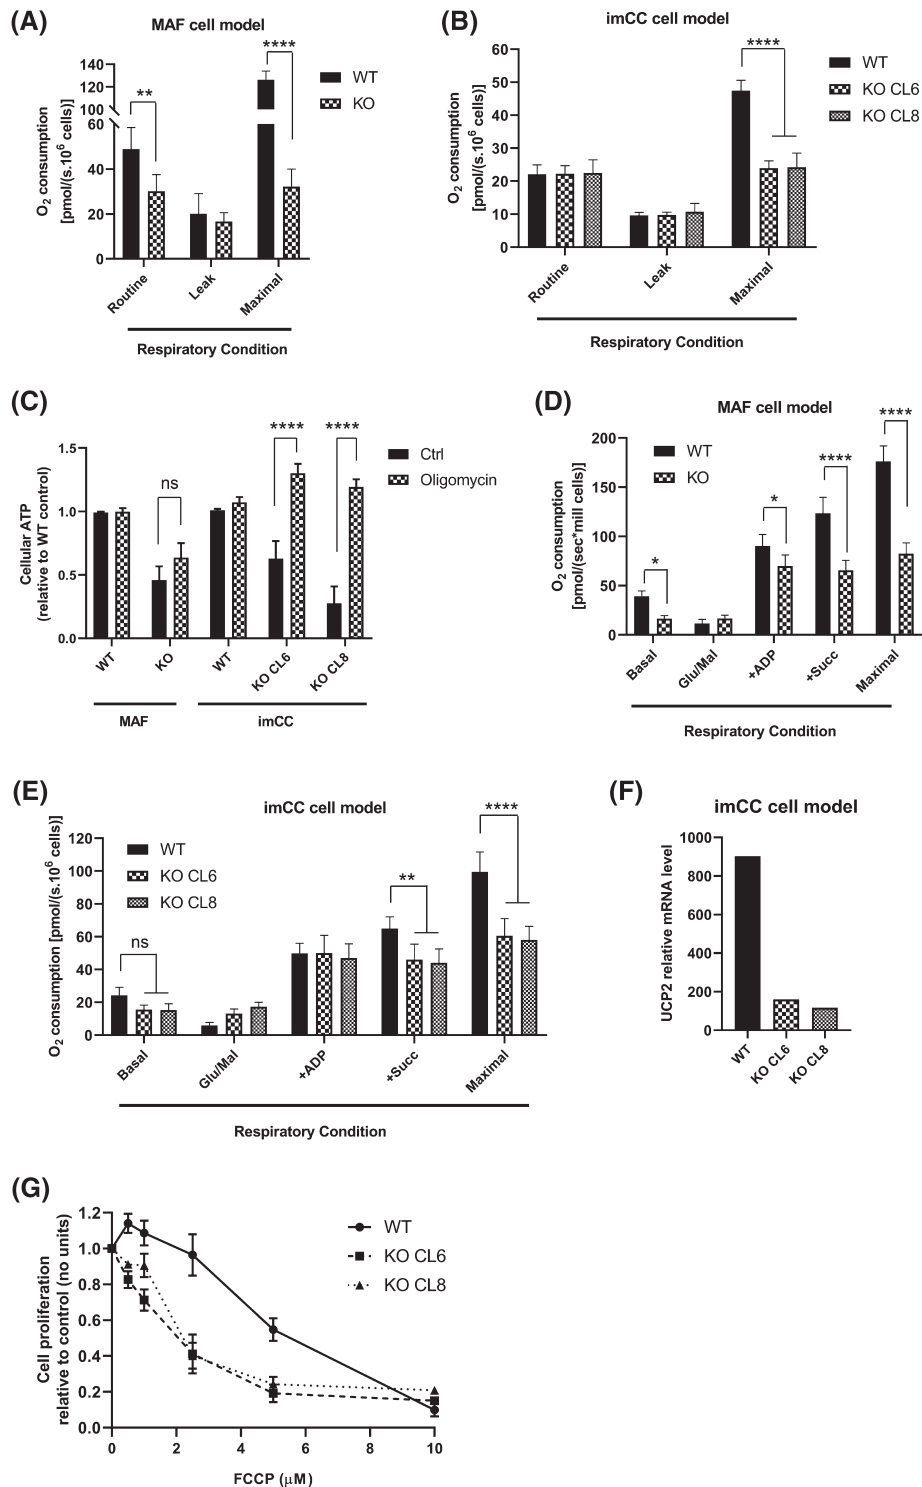 (A)
MAF cell model
O2 consumption
[pmol/(s.10^6 cells)]
140
120
100
60
40
20
0
**
****
WT
KO
Routine
Leak
Maximal
Respiratory Condition
(B)
imCC cell model
O2 consumption
[pmol/(s.10^6 cells)]
60
50
40
30
20
10
0
****
WT
KO CL6
KO CL8
Routine
Leak
Maximal
Respiratory Condition
(C)
Cellular ATP
(relative to WT control)
1.5
1.0
0.5
0.0
ns
****
****
Ctrl
Oligomycin
WT
KO
WT
KO CL6
KO CL8
MAF
imCC
(D)
MAF cell model
O2 consumption
[pmol/(sec*mill cells)]
200
150
100
50
0
*
*
****
****
WT
KO
Basal
Glu/Mal
+ADP
+Succ
Maximal
Respiratory Condition
(E)
imCC cell model
O2 consumption [pmol/(s.10^6 cells)]
120
100
80
60
40
20
0
WT
KO CL6
KO CL8
ns
**
****
Basal
Glu/Mal
+ADP
+Succ
Maximal
Respiratory Condition
(F)
imCC cell model
UCP2 relative mRNA level
1000
800
600
400
200
0
WT
KO CL6
KO CL8
(G)
Cell proliferation
relative to control (no units)
1.2
1.0
0.8
0.6
0.4
0.2
0.0
WT
KO CL6
KO CL8
0
2
4
6
8
10
FCCP (μM)